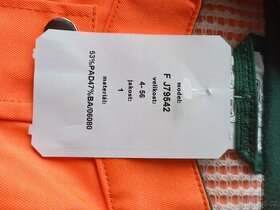 model:
F J79542
velikost:
4- 56
jakost:
1
materiál:
53%PAD47%BA/06080